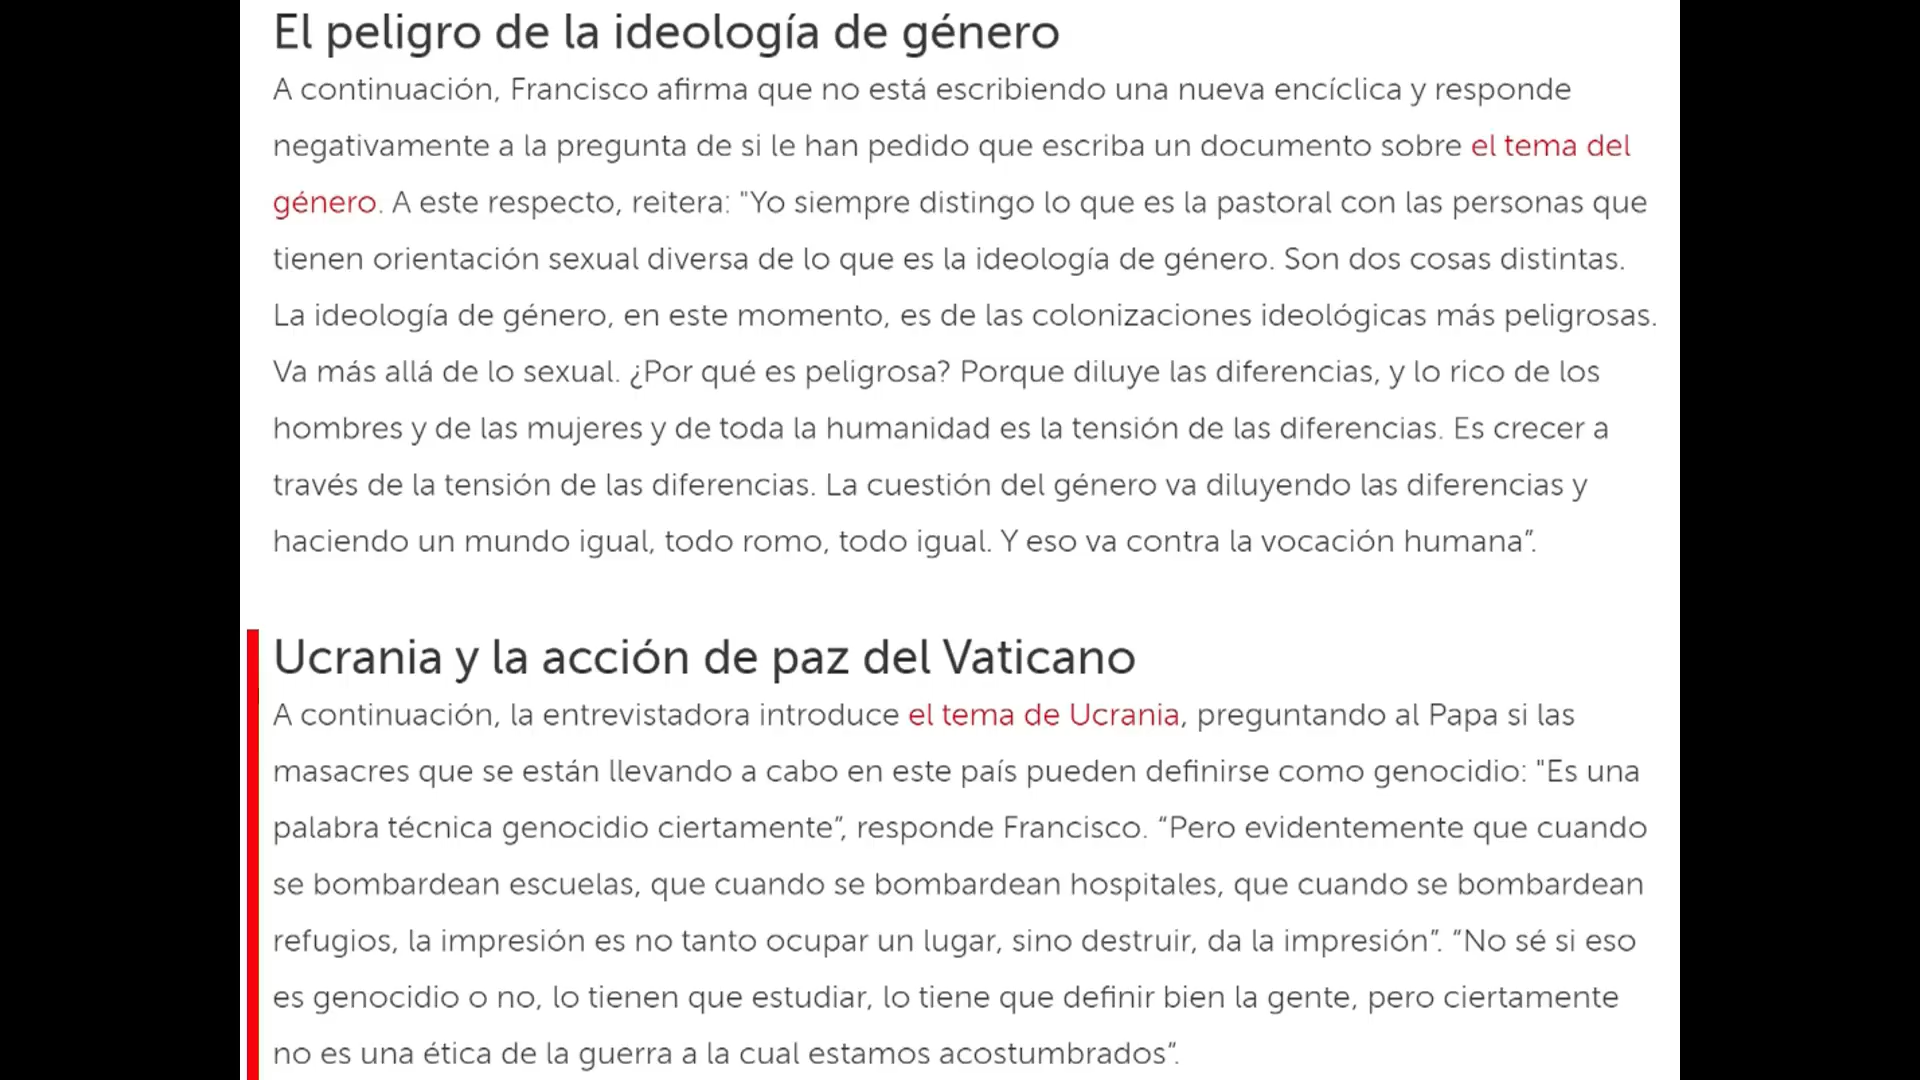 El peligro de la ideología de género
A continuación, Francisco afirma que no está escribiendo una nueva encíclica y responde
negativamente a la pregunta de si le han pedido que escriba un documento sobre el tema del
género. A este respecto, reitera: "Yo siempre distingo lo que es la pastoral con las personas que
tienen orientación sexual diversa de lo que es la ideología de género. Son dos cosas distintas.
La ideología de género, en este momento, es de las colonizaciones ideológicas más peligrosas.
Va más allá de lo sexual. ¿Por qué es peligrosa? Porque diluye las diferencias, y lo rico de los
hombres y de las mujeres y de toda la humanidad es la tensión de las diferencias. Es crecer a
través de la tensión de las diferencias. La cuestión del género va diluyendo las diferencias y
haciendo un mundo igual, todo romo, todo igual. Y eso va contra la vocación humana”.
Ucrania y la acción de paz del Vaticano
A continuación, la entrevistadora introduce el tema de Ucrania, preguntando al Papa si las
masacres que se están llevando a cabo en este país pueden definirse como genocidio: "Es una
palabra técnica genocidio ciertamente”, responde Francisco. “Pero evidentemente que cuando
se bombardean escuelas, que cuando se bombardean hospitales, que cuando se bombardean
refugios, la impresión es no tanto ocupar un lugar, sino destruir, da la impresión”. “No sé si eso
es genocidio o no, lo tienen que estudiar, lo tiene que definir bien la gente, pero ciertamente
no es una ética de la guerra a la cual estamos acostumbrados”.